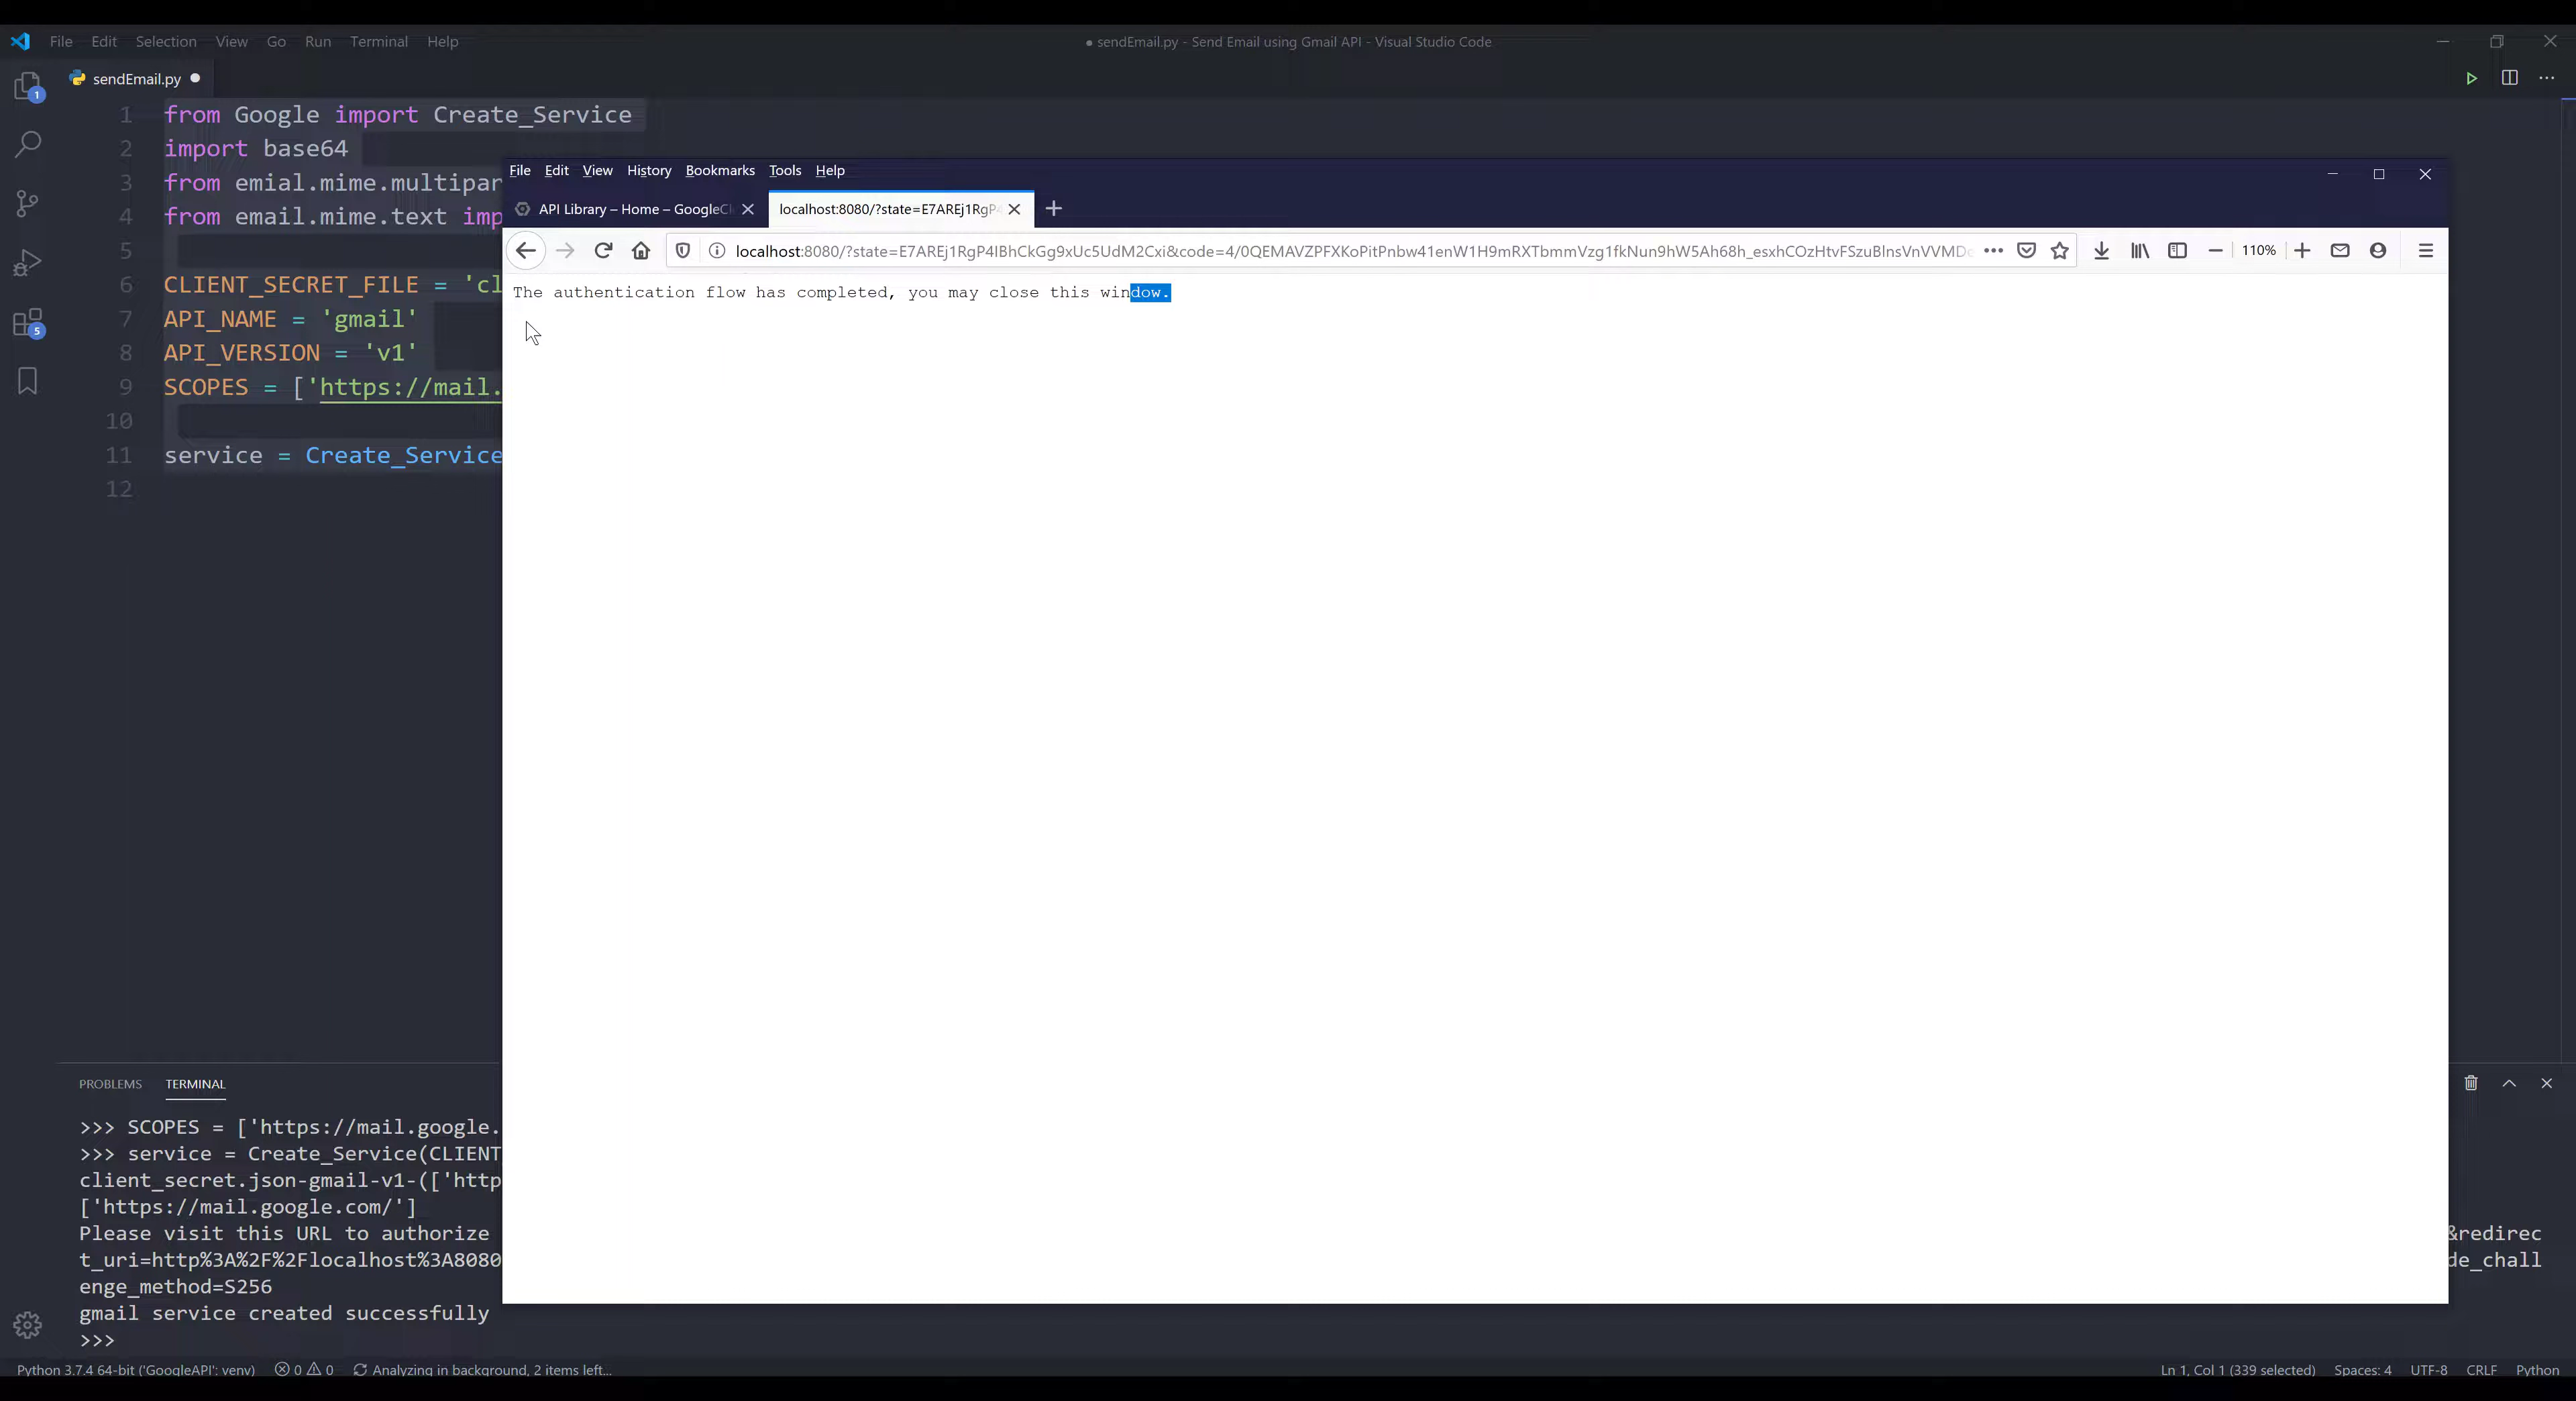 File Edit Selection View Go Run Terminal Help
● sendEmail.py - Send Email using Gmail API - Visual Studio Code
sendEmail.py
1 from Google import Create_Service
2 import base64
3 from emial.mime.multipar
4 from email.mime.text imp
5
6 CLIENT_SECRET_FILE = 'cl
7 API_NAME = 'gmail'
8 API_VERSION = 'v1'
9 SCOPES = ['https://mail.
10
11 service = Create_Service
12
1
5
File Edit View History Bookmarks Tools Help
API Library – Home – GoogleCl
localhost:8080/?state=E7AREj1RgP4
localhost:8080/?state=E7AREj1RgP4IBhCkGg9xUc5UdM2Cxi&code=4/0QEMAVZPFXKoPitPnbw41enW1H9mRXTbmmVzg1fkNun9hW5Ah68h_esxhCOzHtvFSzuBlnsVnVVMD
110%
The authentication flow has completed, you may close this window.
PROBLEMS TERMINAL
>>> SCOPES = ['https://mail.google.
>>> service = Create_Service(CLIENT
client_secret.json-gmail-v1-(['http
['https://mail.google.com/']
Please visit this URL to authorize &redirec
t_uri=http%3A%2F%2Flocalhost%3A8080 de_chall
enge_method=S256
gmail service created successfully
>>>
Python 3.7.4 64-bit ('GoogleAPI': venv) 0 0 Analyzing in background, 2 items left... Ln 1, Col 1 (339 selected) Spaces: 4 UTF-8 CRLF Python